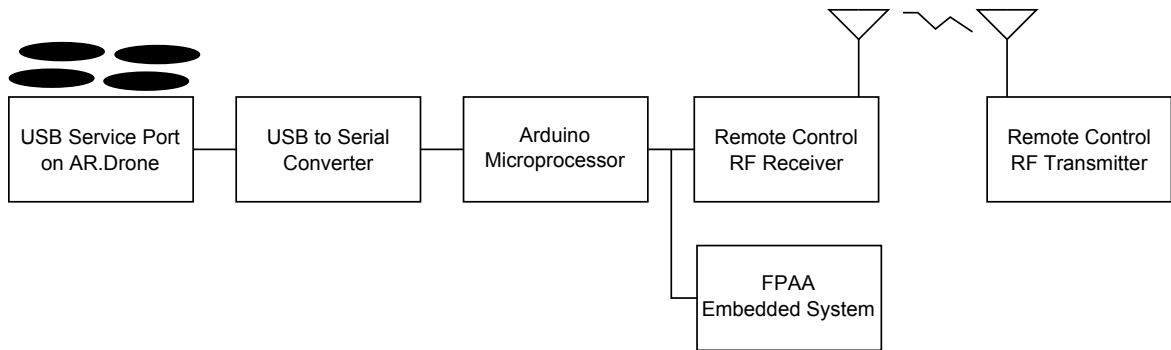 USB Service Port
on AR.Drone
USB to Serial
Converter
Arduino
Microprocessor
Remote Control
RF Receiver
Remote Control
RF Transmitter
FPAA
Embedded System